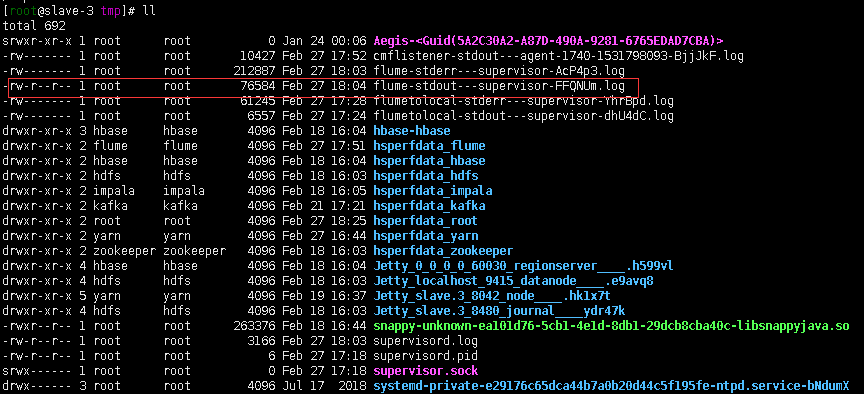 [root@slave-3 tmp]# ll
total 692
srwxr-xr-x 1 root      root           0 Jan 24 00:06 Aegis-<Guid(5A2C30A2-A87D-490A-9281-6765EDAD7CBA)>
-rw------- 1 root      root       10427 Feb 27 17:52 cmflistener-stdout---agent-1740-1531798093-BjjJkF.log
-rw------- 1 root      root      212887 Feb 27 18:03 flume-stderr---supervisor-AcP4p3.log
-rw-r--r-- 1 root      root       76584 Feb 27 18:04 flume-stdout---supervisor-FFQNUm.log
-rw------- 1 root      root       61245 Feb 27 17:28 flumetolocal-stderr---supervisor-YhrBpd.log
-rw------- 1 root      root        6557 Feb 27 17:24 flumetolocal-stdout---supervisor-dhU4dC.log
drwxr-xr-x 3 hbase     hbase       4096 Feb 18 16:04 hbase-hbase
drwxr-xr-x 2 flume     flume       4096 Feb 27 17:51 hsperfdata_flume
drwxr-xr-x 2 hbase     hbase       4096 Feb 18 16:04 hsperfdata_hbase
drwxr-xr-x 2 hdfs      hdfs        4096 Feb 18 16:03 hsperfdata_hdfs
drwxr-xr-x 2 impala    impala      4096 Feb 18 16:05 hsperfdata_impala
drwxr-xr-x 2 kafka     kafka       4096 Feb 21 17:21 hsperfdata_kafka
drwxr-xr-x 2 root      root        4096 Feb 27 18:25 hsperfdata_root
drwxr-xr-x 2 yarn      yarn        4096 Feb 27 16:44 hsperfdata_yarn
drwxr-xr-x 2 zookeeper zookeeper   4096 Feb 18 16:03 hsperfdata_zookeeper
drwxr-xr-x 4 hbase     hbase       4096 Feb 18 16:04 Jetty_0_0_0_0_60030_regionserver____.h599vl
drwxr-xr-x 4 hdfs      hdfs        4096 Feb 18 16:04 Jetty_localhost_9415_datanode____.e9avq8
drwxr-xr-x 5 yarn      yarn        4096 Feb 19 16:37 Jetty_slave.3_8042_node____.hk1x7t
drwxr-xr-x 4 hdfs      hdfs        4096 Feb 18 16:03 Jetty_slave.3_8480_journal____ydr47k
-rwxr--r-- 1 root      root      263376 Feb 18 16:44 snappy-unknown-ea101d76-5cb1-4e1d-8db1-29dcb8cba40c-libsnappyjava.so
-rw-r--r-- 1 root      root        3166 Feb 27 18:03 supervisord.log
-rw-r--r-- 1 root      root           6 Feb 27 17:18 supervisord.pid
srwx------ 1 root      root           0 Feb 27 17:18 supervisor.sock
drwx------ 3 root      root        4096 Jul 17  2018 systemd-private-e29176c65dca44b7a0b20d44c5f195fe-ntpd.service-bNdumX